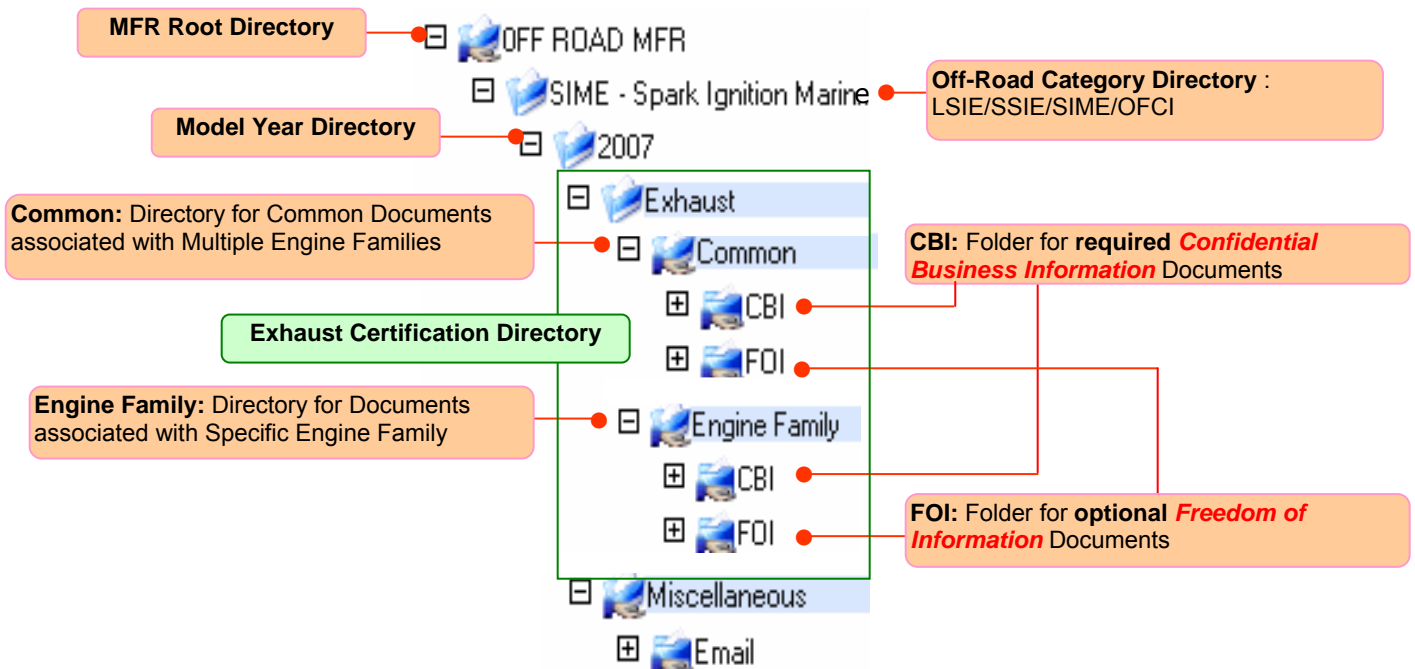 MFR Root Directory
OFF ROAD MFR
SIME - Spark Ignition Marine
Off-Road Category Directory :
LSIE/SSIE/SIME/OFCI
Model Year Directory
2007
Exhaust
Common: Directory for Common Documents
associated with Multiple Engine Families
Common
CBI: Folder for required Confidential
Business Information Documents
CBI
Exhaust Certification Directory
FOI
Engine Family: Directory for Documents
associated with Specific Engine Family
Engine Family
CBI
FOI: Folder for optional Freedom of
Information Documents
FOI
Miscellaneous
Email